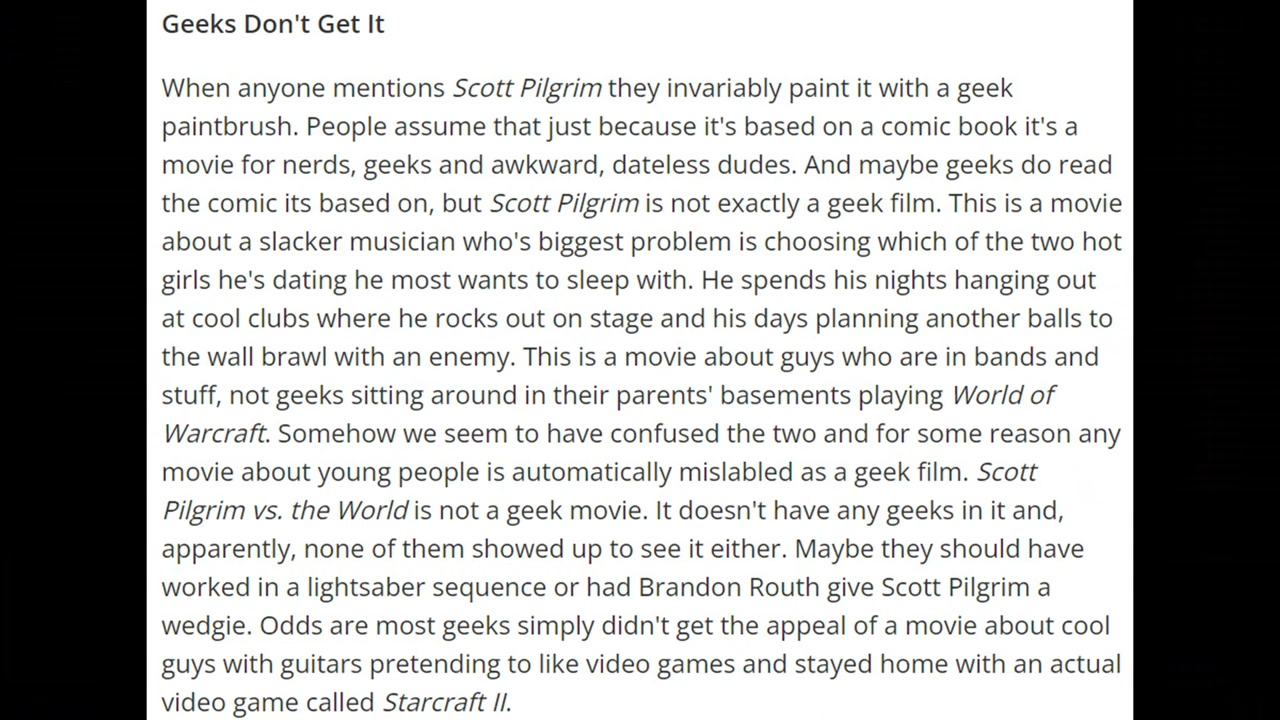 Geeks Don't Get It
When anyone mentions Scott Pilgrim they invariably paint it with a geek
paintbrush. People assume that just because it's based on a comic book it's a
movie for nerds, geeks and awkward, dateless dudes. And maybe geeks do read
the comic its based on, but Scott Pilgrim is not exactly a geek film. This is a movie
about a slacker musician who's biggest problem is choosing which of the two hot
girls he's dating he most wants to sleep with. He spends his nights hanging out
at cool clubs where he rocks out on stage and his days planning another balls to
the wall brawl with an enemy. This is a movie about guys who are in bands and
stuff, not geeks sitting around in their parents' basements playing World of
Warcraft. Somehow we seem to have confused the two and for some reason any
movie about young people is automatically mislabled as a geek film. Scott
Pilgrim vs. the World is not a geek movie. It doesn't have any geeks in it and,
apparently, none of them showed up to see it either. Maybe they should have
worked in a lightsaber sequence or had Brandon Routh give Scott Pilgrim a
wedgie. Odds are most geeks simply didn't get the appeal of a movie about cool
guys with guitars pretending to like video games and stayed home with an actual
video game called Starcraft II.